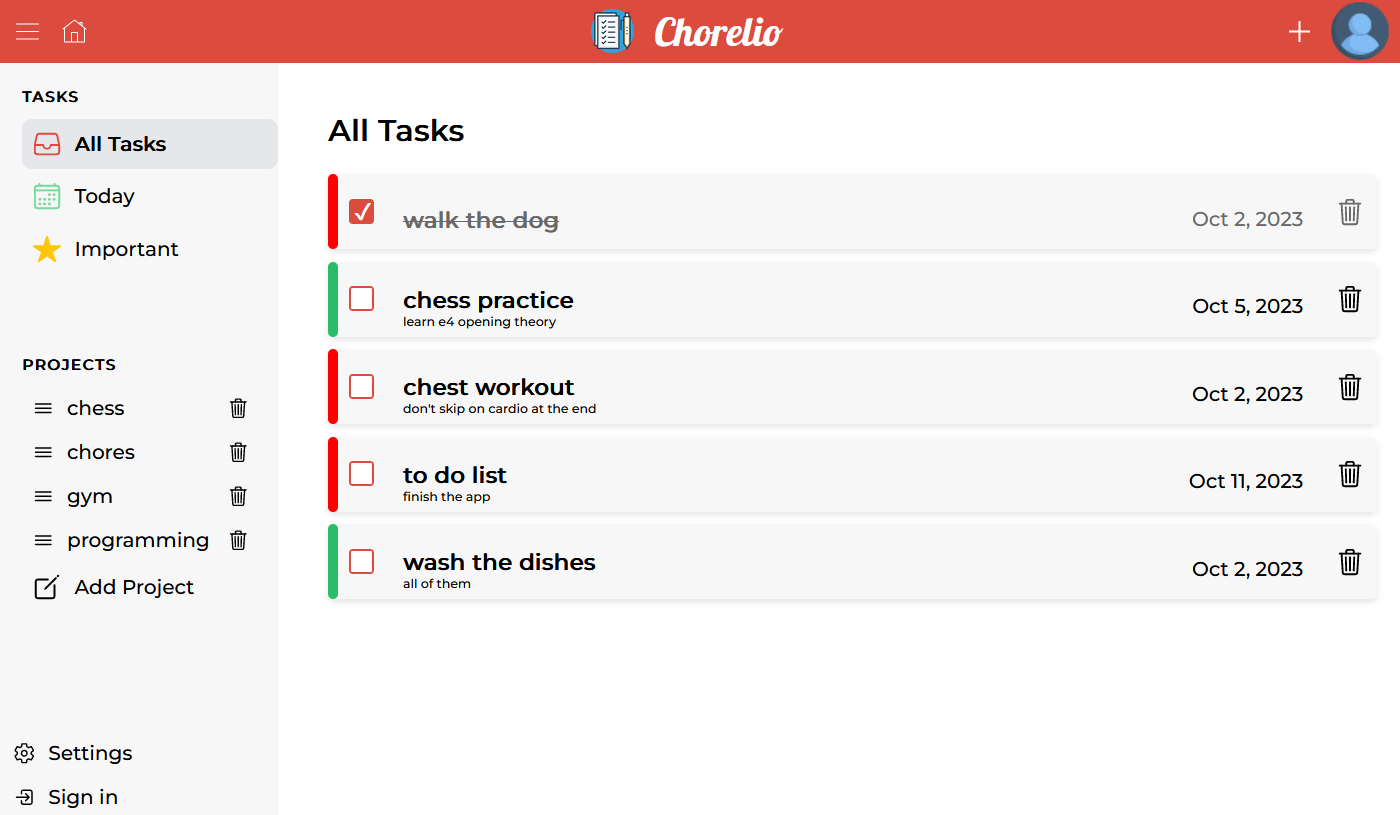 Chorelio
TASKS
All Tasks
Today
Important
PROJECTS
chess
chores
gym
programming
Add Project
Settings
Sign in
All Tasks
walk the dog
Oct 2, 2023
chess practice
learn e4 opening theory
Oct 5, 2023
chest workout
don't skip on cardio at the end
Oct 2, 2023
to do list
finish the app
Oct 11, 2023
wash the dishes
all of them
Oct 2, 2023